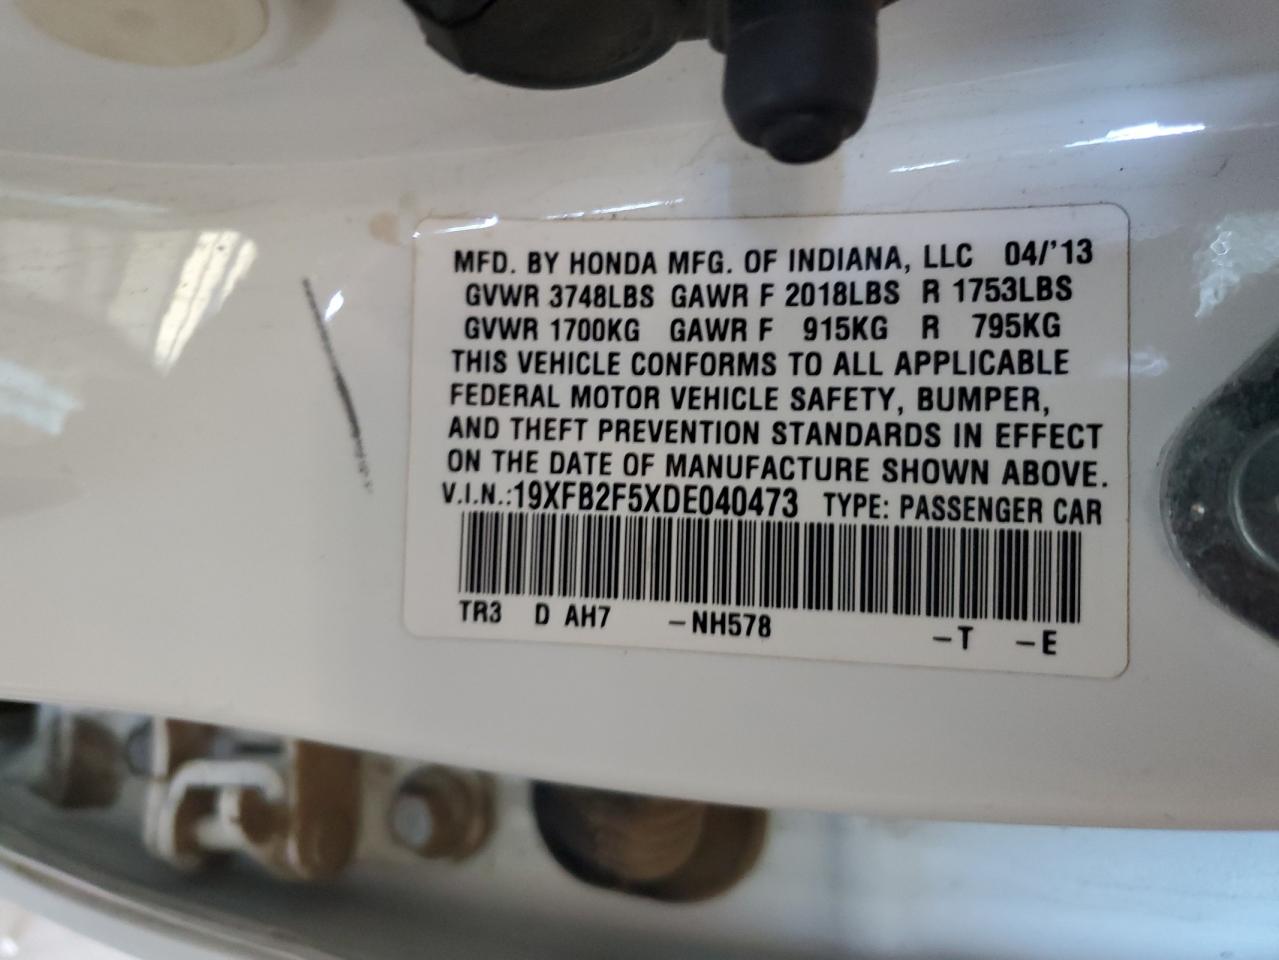 MFD. BY HONDA MFG. OF INDIANA, LLC 04/'13
GVWR 3748LBS GAWR F 2018LBS R 1753LBS
GVWR 1700KG GAWR F 915KG R 795KG
THIS VEHICLE CONFORMS TO ALL APPLICABLE
FEDERAL MOTOR VEHICLE SAFETY, BUMPER,
AND THEFT PREVENTION STANDARDS IN EFFECT
ON THE DATE OF MANUFACTURE SHOWN ABOVE.
V.I.N.:19XFB2F5XDE040473 TYPE: PASSENGER CAR
TR3 D AH7 –NH578 –T –E